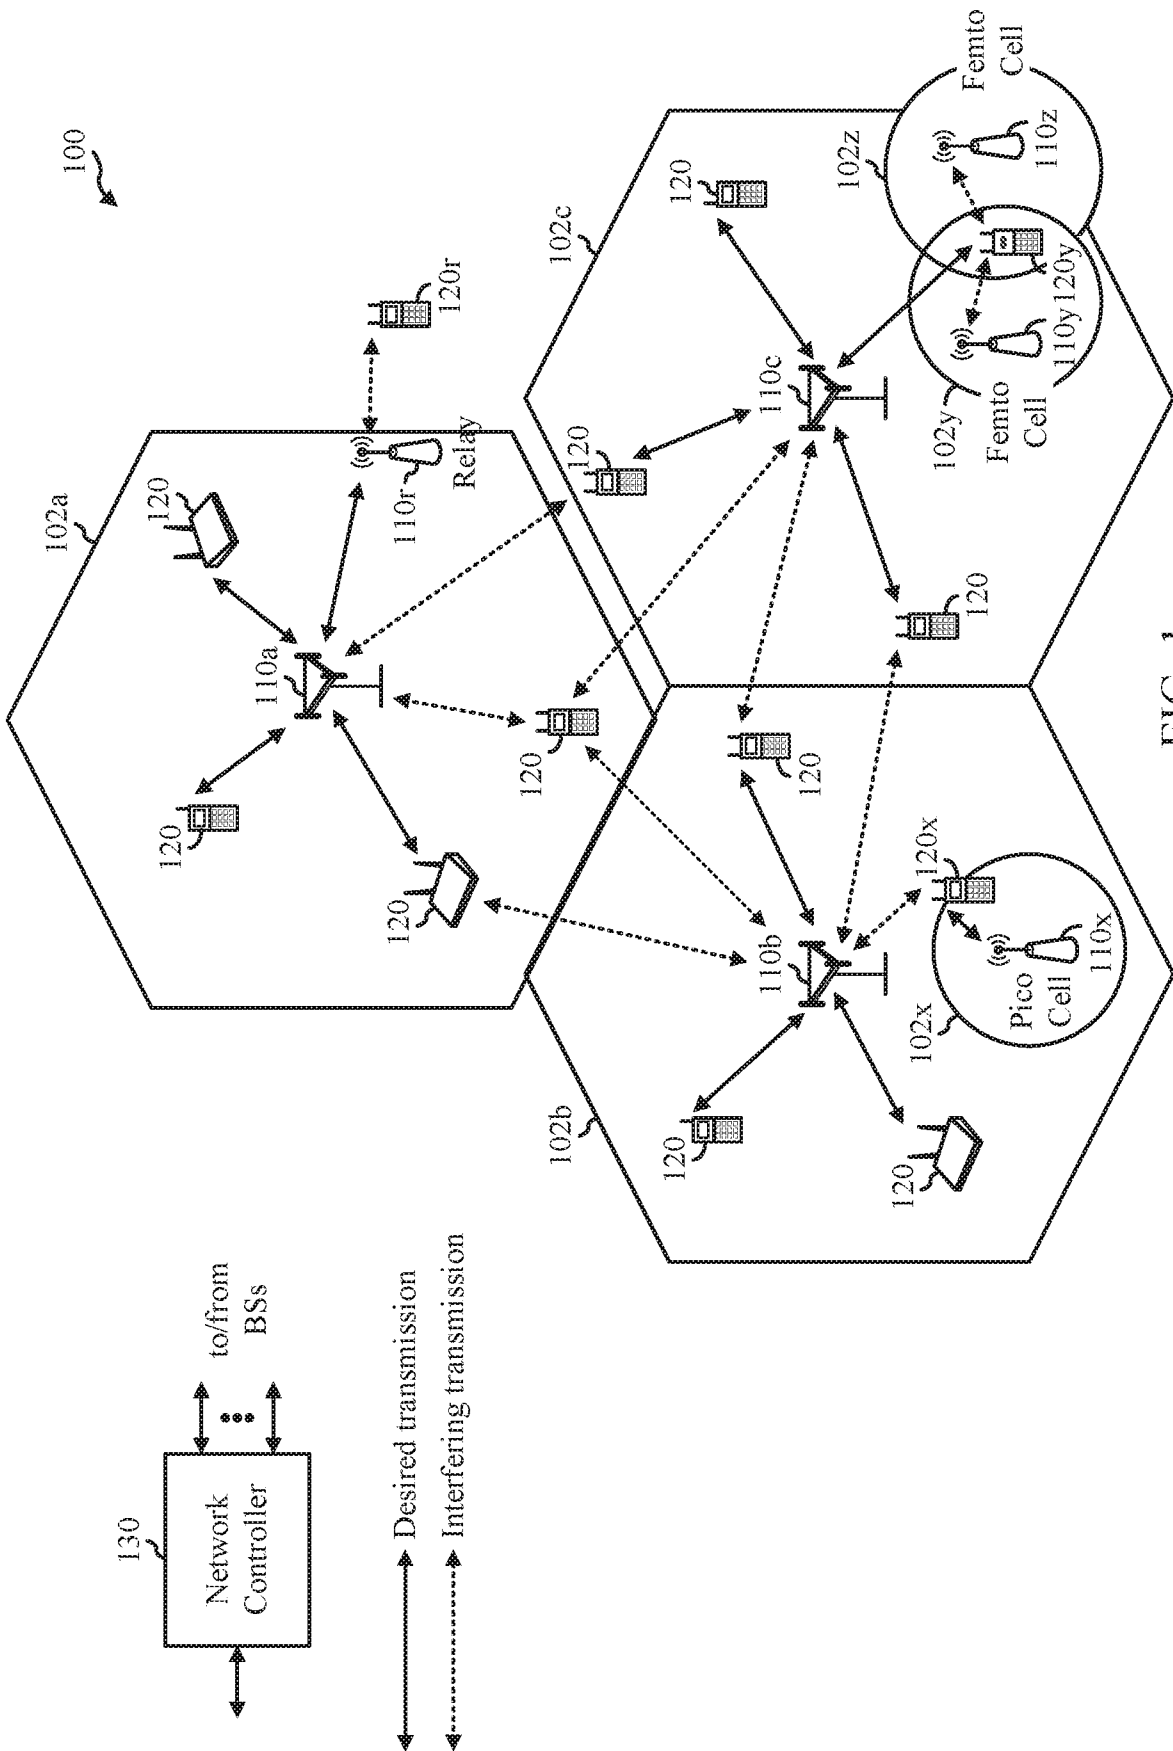 100
130
Network
Controller
to/from
BSs
Desired transmission
Interfering transmission
102a
120
120
110a
120
120
110r
Relay
120r
102b
120
110b
120
120
102x
Pico
Cell
110x
120x
102c
120
120
110c
120
102y
Femto
Cell
110y
120y
102z
Femto
Cell
110z